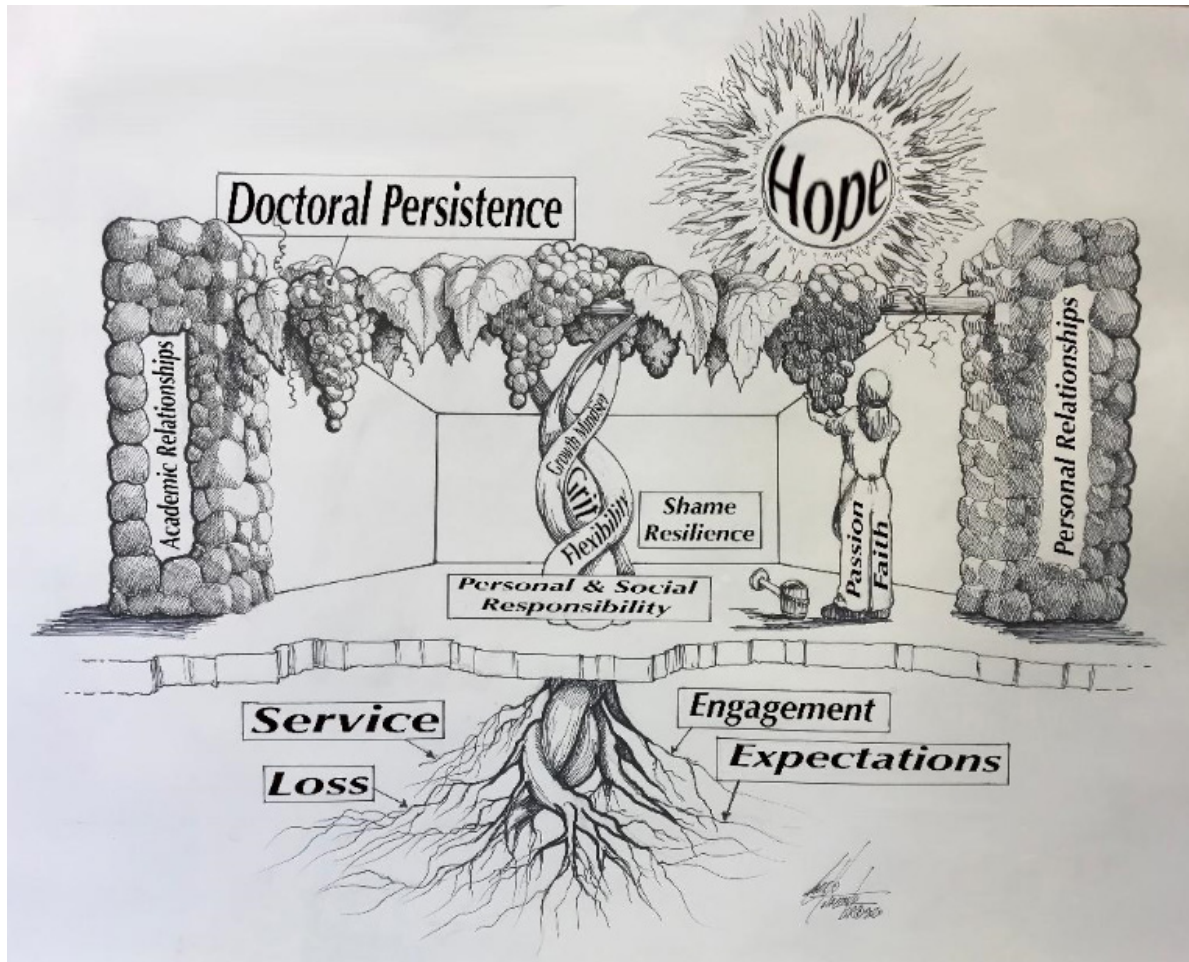 Hope
Doctoral Persistence
Academic Relationships
Personal Relationships
Growth Mindset
Grit
Flexibility
Shame
Resilience
Passion
Faith
Personal & Social
Responsibility
Service
Engagement
Loss
Expectations